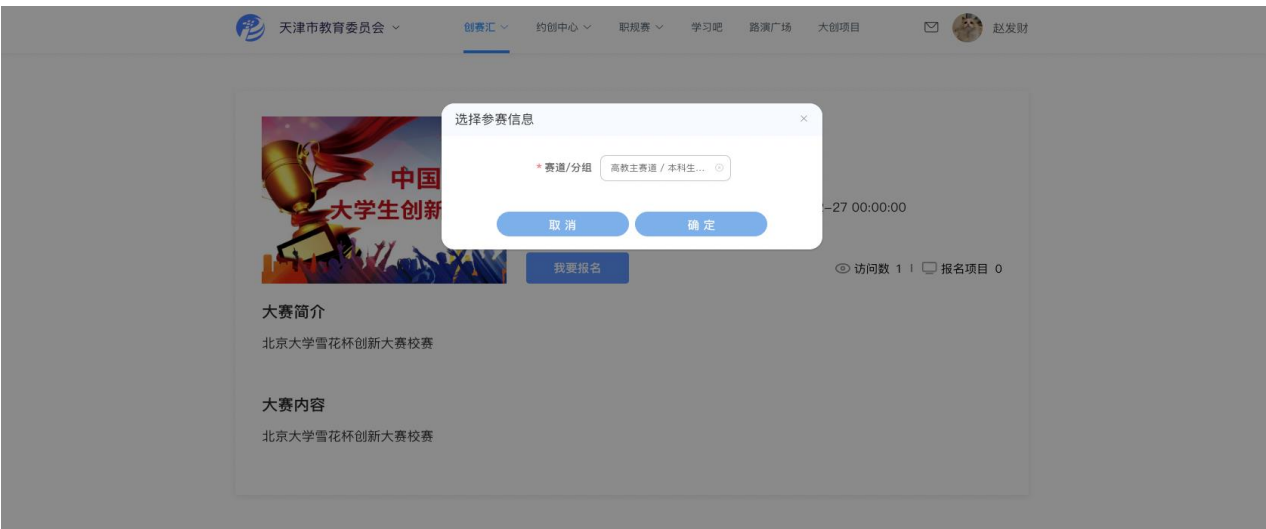 天津市教育委员会 创赛汇 约创中心 职规赛 学习吧 路演广场 大创项目 赵发财
选择参赛信息
中国
大学生创新
* 赛道/分组 高教主赛道 / 本科生...
取 消 确 定
-27 00:00:00
我要报名 访问数 1 | 报名项目 0
大赛简介
北京大学雪花杯创新大赛校赛
大赛内容
北京大学雪花杯创新大赛校赛